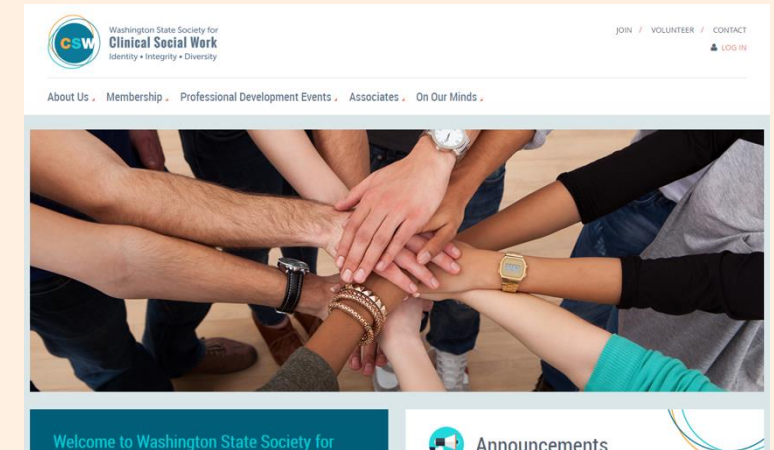 CSW
Washington State Society for
Clinical Social Work
Identity • Integrity • Diversity
JOIN / VOLUNTEER / CONTACT
LOG IN
About Us Membership Professional Development Events Associates On Our Minds
Welcome to Washington State Society for
Announcements